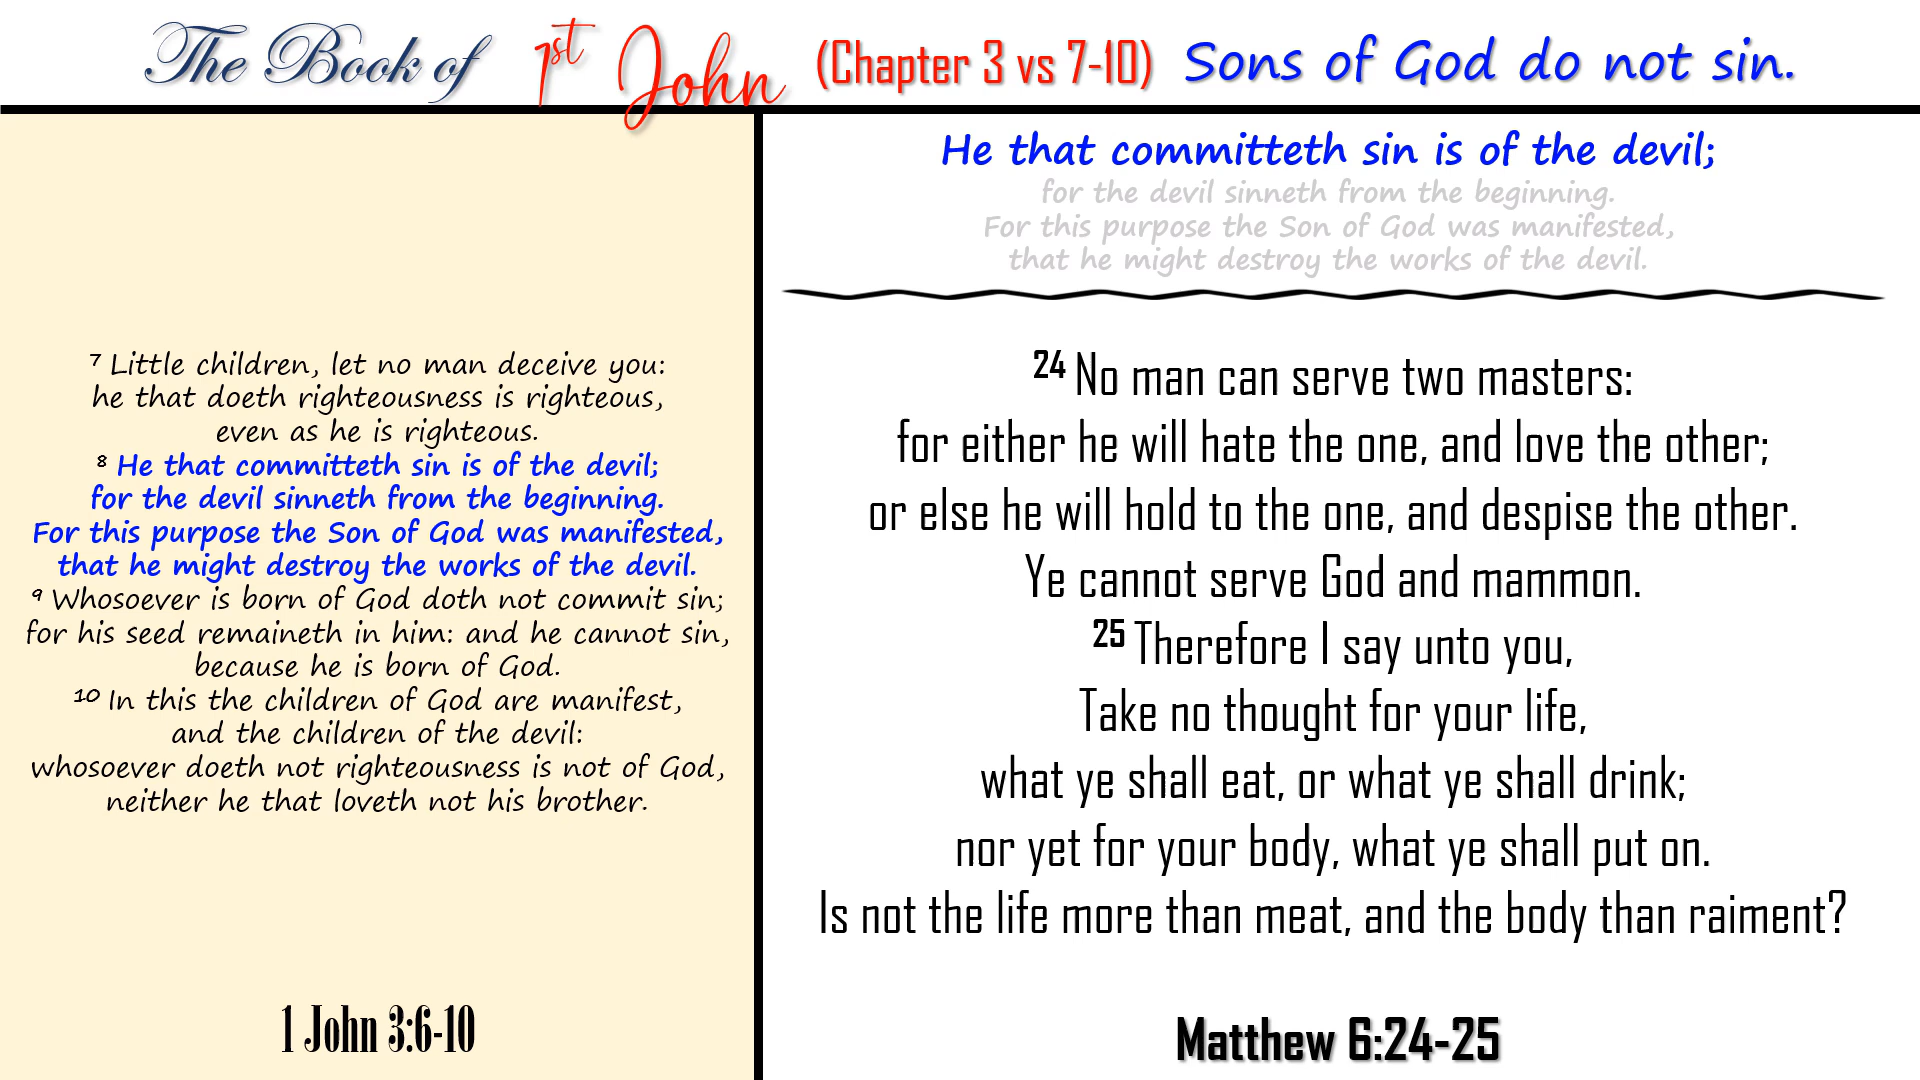 The Book of 1st John (Chapter 3 vs 7-10) Sons of God do not sin.
7 Little children, let no man deceive you:
he that doeth righteousness is righteous,
even as he is righteous.
8 He that committeth sin is of the devil;
for the devil sinneth from the beginning.
For this purpose the Son of God was manifested,
that he might destroy the works of the devil.
9 Whosoever is born of God doth not commit sin;
for his seed remaineth in him: and he cannot sin,
because he is born of God.
10 In this the children of God are manifest,
and the children of the devil:
whosoever doeth not righteousness is not of God,
neither he that loveth not his brother.
1 John 3:6-10
He that committeth sin is of the devil;
for the devil sinneth from the beginning.
For this purpose the Son of God was manifested,
that he might destroy the works of the devil.
24 No man can serve two masters:
for either he will hate the one, and love the other;
or else he will hold to the one, and despise the other.
Ye cannot serve God and mammon.
25 Therefore I say unto you,
Take no thought for your life,
what ye shall eat, or what ye shall drink;
nor yet for your body, what ye shall put on.
Is not the life more than meat, and the body than raiment?
Matthew 6:24-25